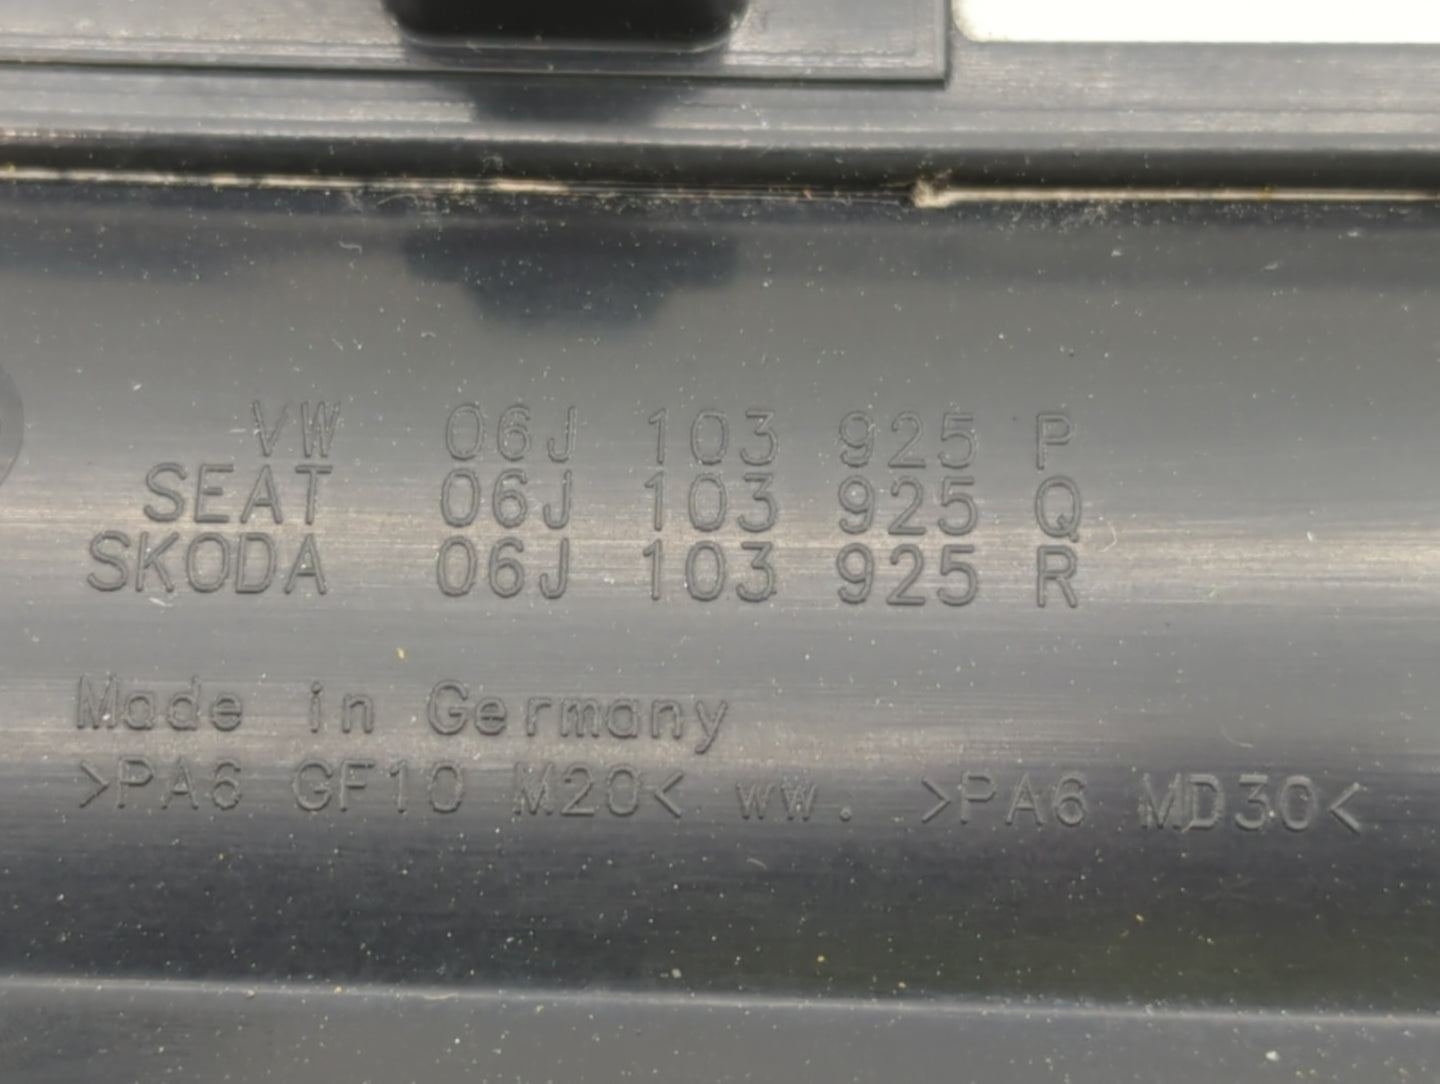 VW 06J 103 925 P
SEAT 06J 103 925 Q
SKODA 06J 103 925 R
Made in Germany
>PA6 GF10 M20< ww. >PA6 MD30<